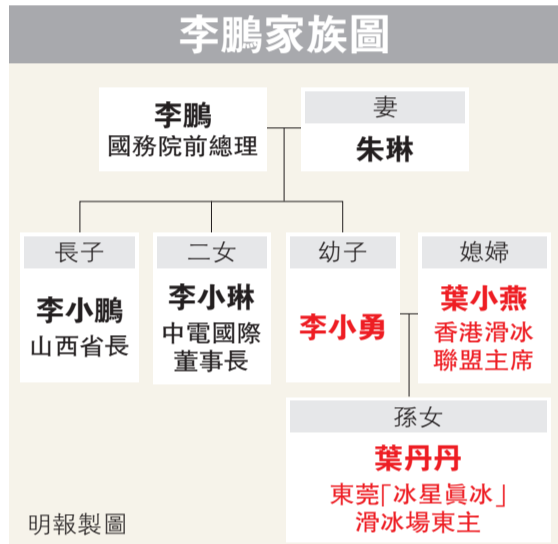 李鵬家族圖
李鵬
國務院前總理
妻
朱琳
長子
李小鵬
山西省長
二女
李小琳
中電國際
董事長
幼子
李小勇
媳婦
葉小燕
香港滑冰
聯盟主席
孫女
葉丹丹
東莞「冰星眞冰」
滑冰場東主
明報製圖